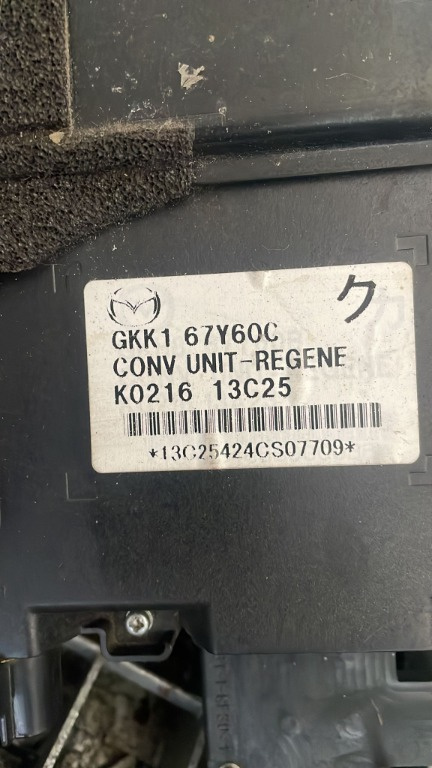 ク
GKK1 67Y60C
CONV UNIT-REGENE
K0216 13C25
*13C25424CS07709*